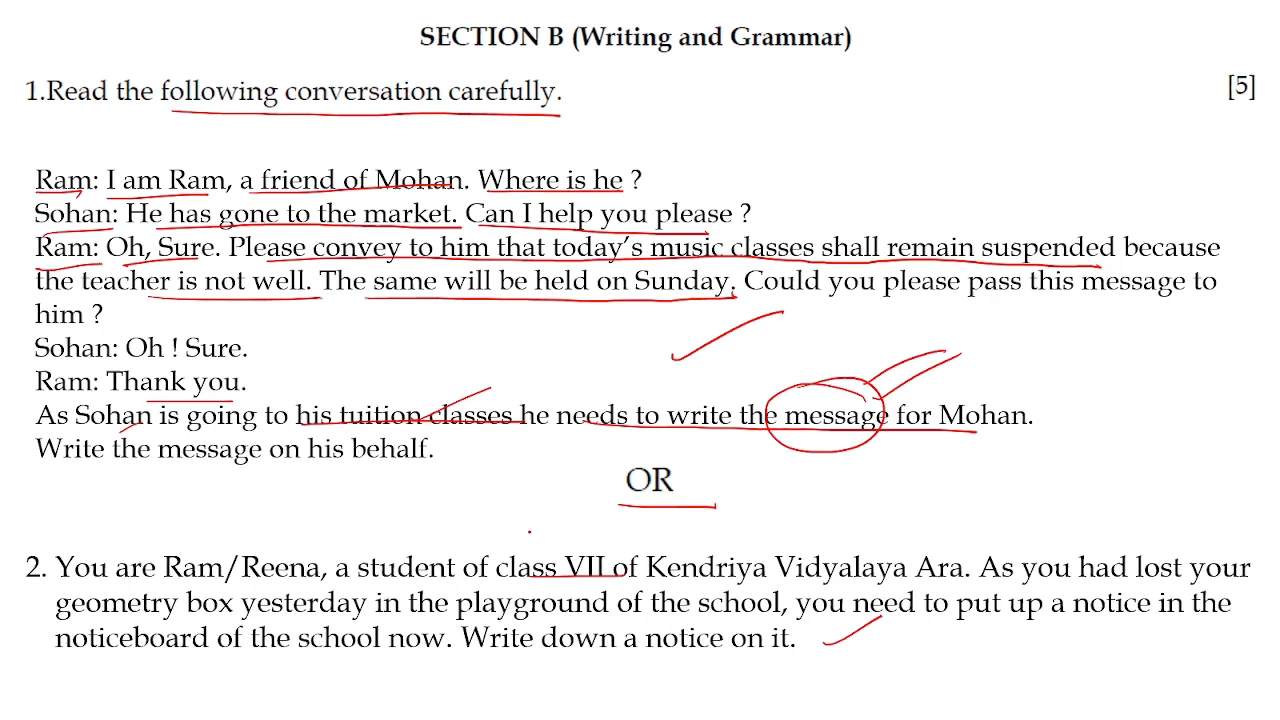 SECTION B (Writing and Grammar)
1.Read the following conversation carefully. [5]
Ram: I am Ram, a friend of Mohan. Where is he ?
Sohan: He has gone to the market. Can I help you please ?
Ram: Oh, Sure. Please convey to him that today's music classes shall remain suspended because
the teacher is not well. The same will be held on Sunday. Could you please pass this message to
him ?
Sohan: Oh ! Sure.
Ram: Thank you.
As Sohan is going to his tuition classes he needs to write the message for Mohan.
Write the message on his behalf.
OR
2. You are Ram/Reena, a student of class VII of Kendriya Vidyalaya Ara. As you had lost your
geometry box yesterday in the playground of the school, you need to put up a notice in the
noticeboard of the school now. Write down a notice on it.